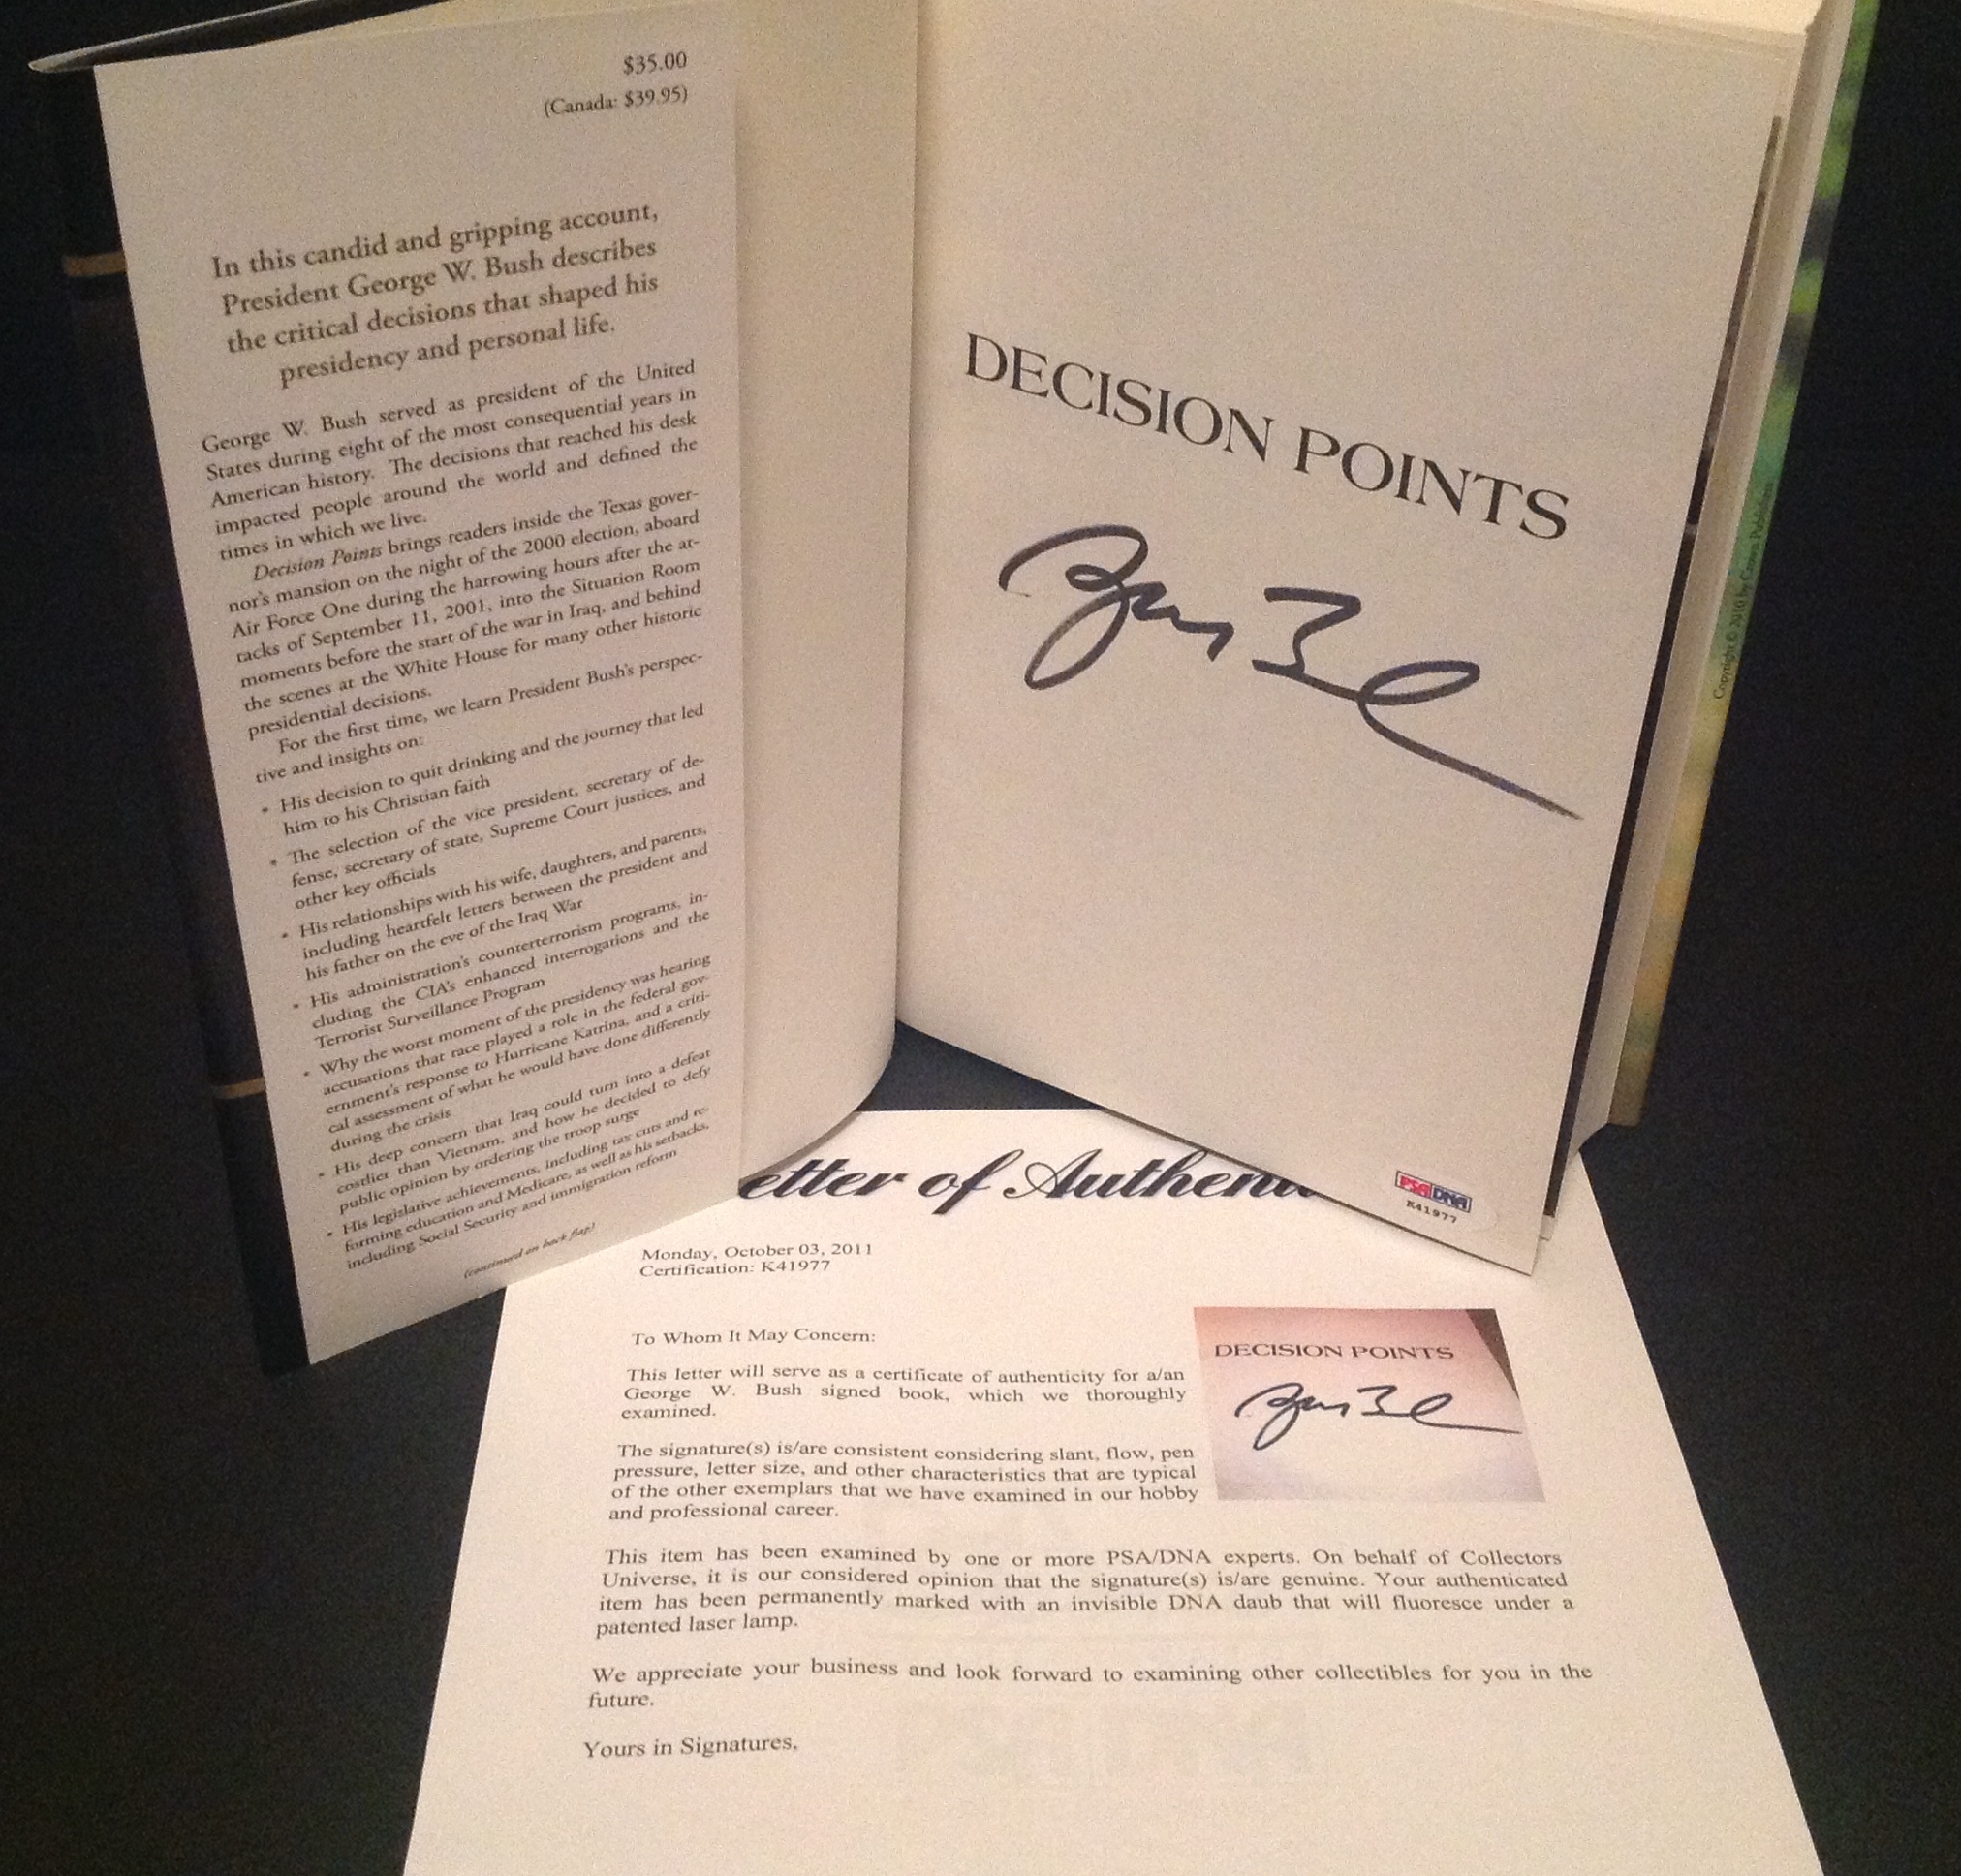 $35.00
(Canada: $39.95)
In this candid and gripping account,
President George W. Bush describes
the critical decisions that shaped his
presidency and personal life.
George W. Bush served as president of the United
States during eight of the most consequential years in
American history. The decisions that reached his desk
impacted people around the world and defined the
times in which we live.
Decision Points brings readers inside the Texas gover-
nor's mansion on the night of the 2000 election, aboard
Air Force One during the harrowing hours after the at-
tacks of September 11, 2001, into the Situation Room
moments before the start of the war in Iraq, and behind
the scenes at the White House for many other historic
presidential decisions.
For the first time, we learn President Bush's perspec-
tive and insights on:
• His decision to quit drinking and the journey that led
him to his Christian faith
• The selection of the vice president, secretary of de-
fense, secretary of state, Supreme Court justices, and
other key officials
• His relationships with his wife, daughters, and parents,
including heartfelt letters between the president and
his father on the eve of the Iraq War
• His administration's counterterrorism programs, in-
cluding the CIA's enhanced interrogations and the
Terrorist Surveillance Program
• Why the worst moment of the presidency was hearing
accusations that race played a role in the federal gov-
ernment's response to Hurricane Katrina, and a criti-
cal assessment of what he would have done differently
during the crisis
• His deep concern that Iraq could turn into a defeat
costlier than Vietnam, and how he decided to defy
public opinion by ordering the troop surge
• His legislative achievements, including tax cuts and re-
forming education and Medicare, as well as his setbacks,
including Social Security and immigration reform
(continued on back flap)
DECISION POINTS
Copyright © 2010 by Crown Publishers
PSA/DNA
K41977
etter of Authenti
Monday, October 03, 2011
Certification: K41977
To Whom It May Concern:
This letter will serve as a certificate of authenticity for a/an
George W. Bush signed book, which we thoroughly
examined.
DECISION POINTS
The signature(s) is/are consistent considering slant, flow, pen
pressure, letter size, and other characteristics that are typical
of the other exemplars that we have examined in our hobby
and professional career.
This item has been examined by one or more PSA/DNA experts. On behalf of Collectors
Universe, it is our considered opinion that the signature(s) is/are genuine. Your authenticated
item has been permanently marked with an invisible DNA daub that will fluoresce under a
patented laser lamp.
We appreciate your business and look forward to examining other collectibles for you in the
future.
Yours in Signatures,